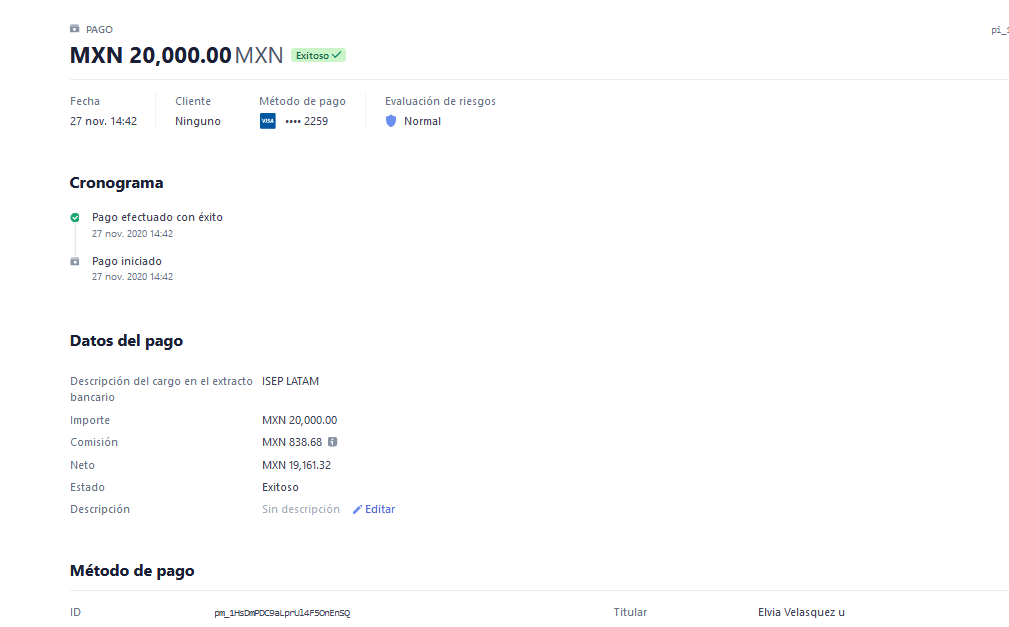 PAGO
pi_1
MXN 20,000.00 MXN Exitoso
Fecha Cliente Método de pago Evaluación de riesgos
27 nov. 14:42 Ninguno VISA •••• 2259 Normal
Cronograma
Pago efectuado con éxito
27 nov. 2020 14:42
Pago iniciado
27 nov. 2020 14:42
Datos del pago
Descripción del cargo en el extracto bancario ISEP LATAM
Importe MXN 20,000.00
Comisión MXN 838.68
Neto MXN 19,161.32
Estado Exitoso
Descripción Sin descripción Editar
Método de pago
ID pm_1HsDmPDC9aLprUl4F5OnEnSQ Titular Elvia Velasquez u